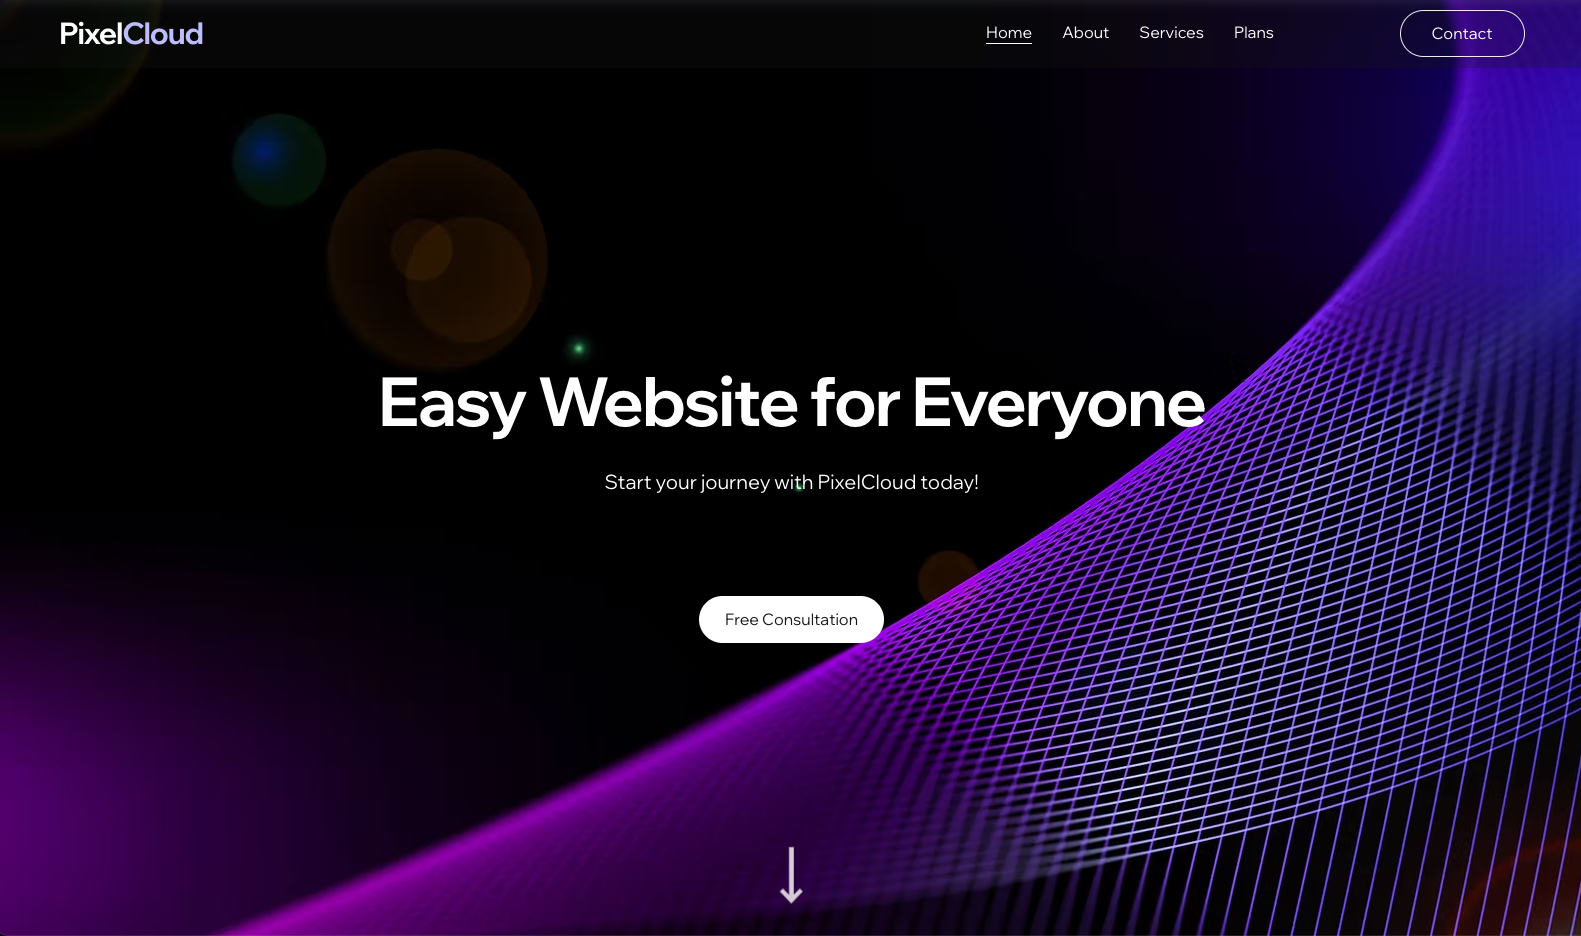 PixelCloud
Home About Services Plans Contact
Easy Website for Everyone
Start your journey with PixelCloud today!
Free Consultation